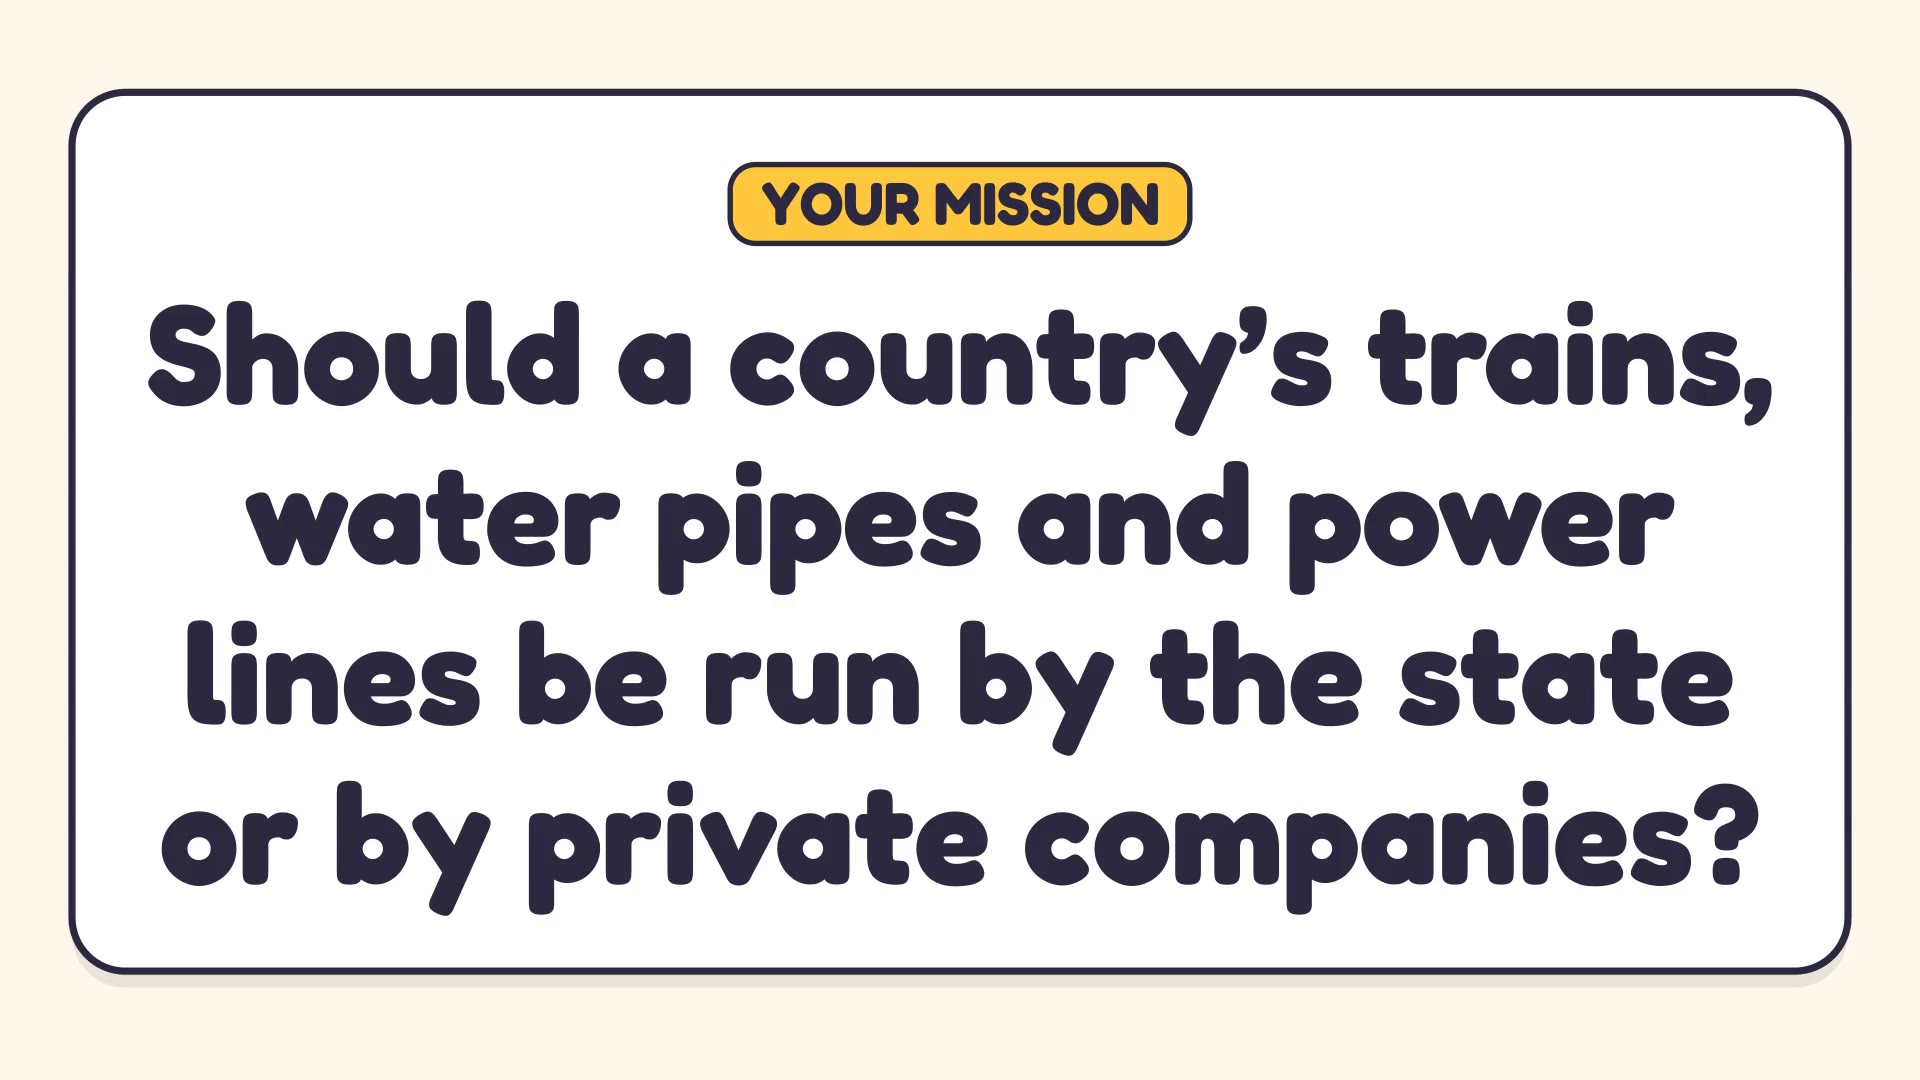 YOUR MISSION
Should a country’s trains,
water pipes and power
lines be run by the state
or by private companies?